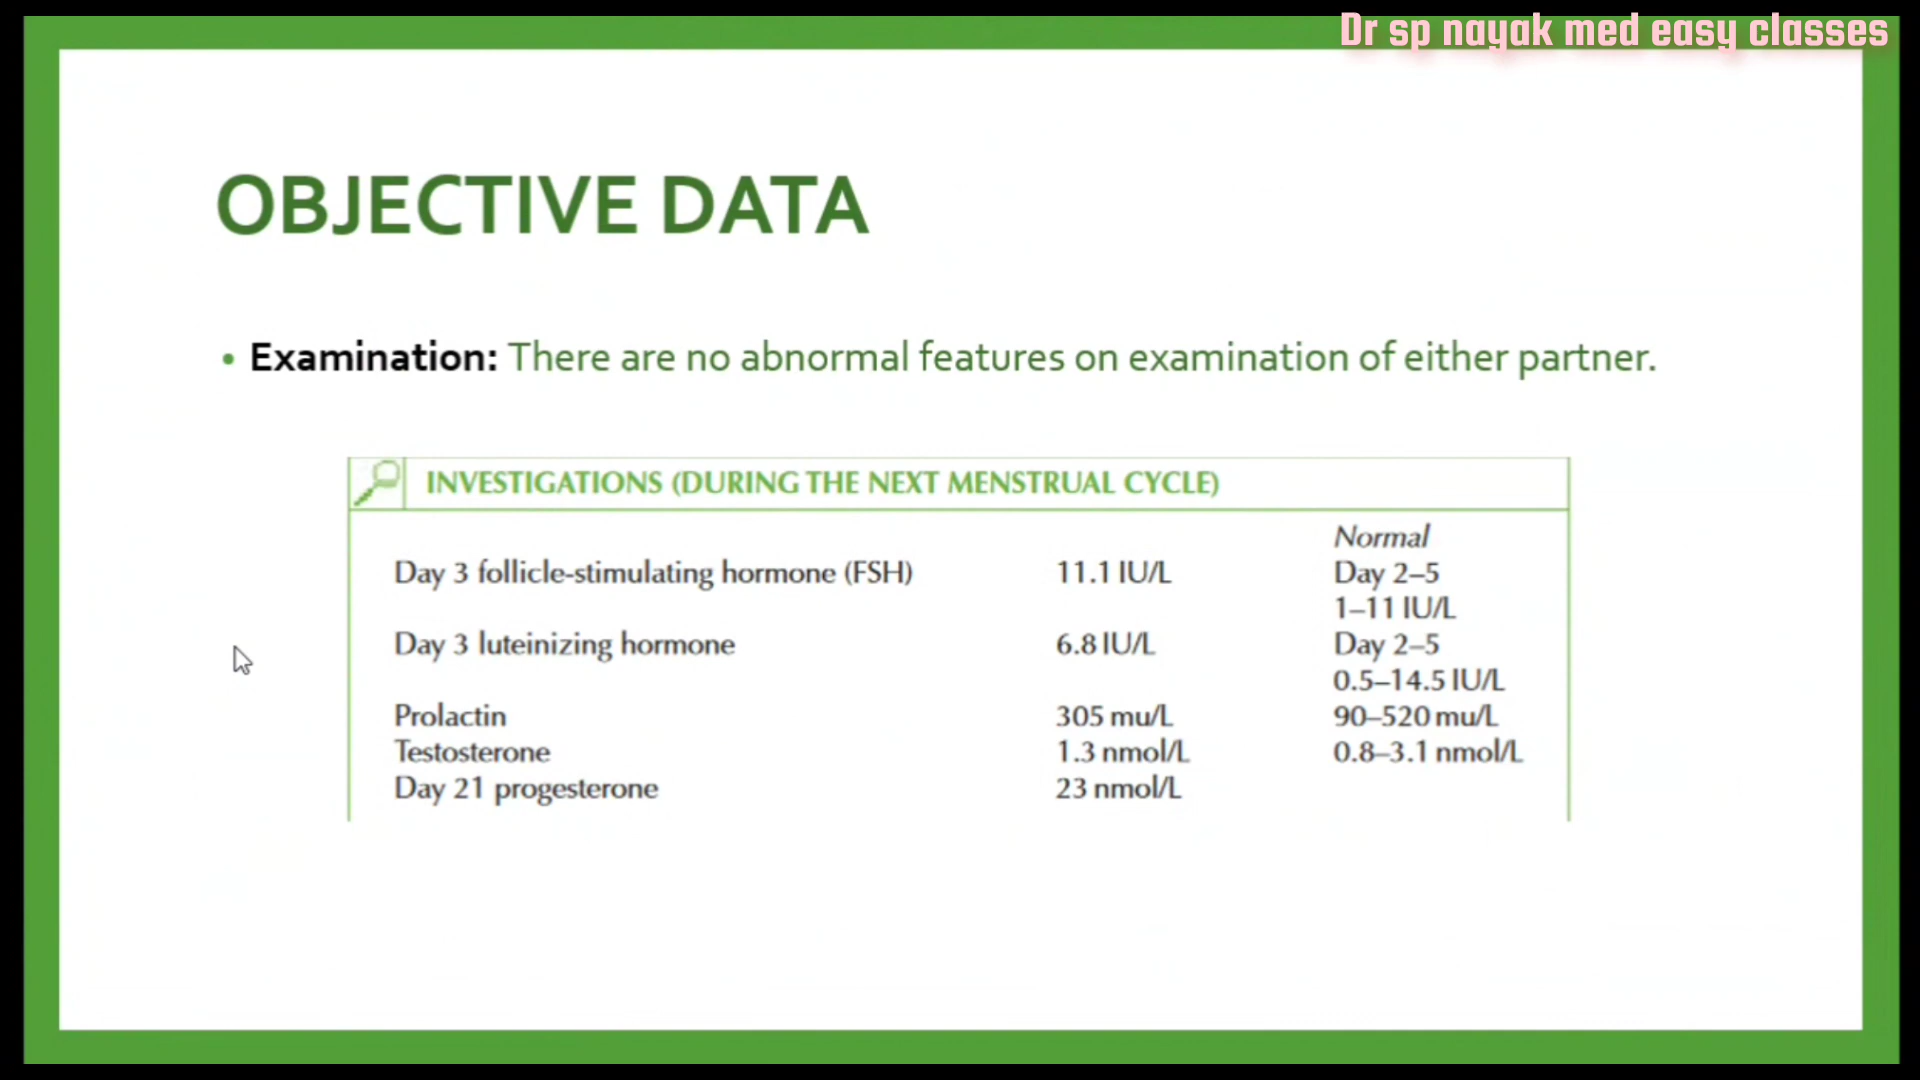 Dr sp nayak med easy classes
OBJECTIVE DATA
• Examination: There are no abnormal features on examination of either partner.
INVESTIGATIONS (DURING THE NEXT MENSTRUAL CYCLE)
Normal
Day 3 follicle-stimulating hormone (FSH) 11.1 IU/L Day 2–5
1–11 IU/L
Day 3 luteinizing hormone 6.8 IU/L Day 2–5
0.5–14.5 IU/L
Prolactin 305 mu/L 90–520 mu/L
Testosterone 1.3 nmol/L 0.8–3.1 nmol/L
Day 21 progesterone 23 nmol/L